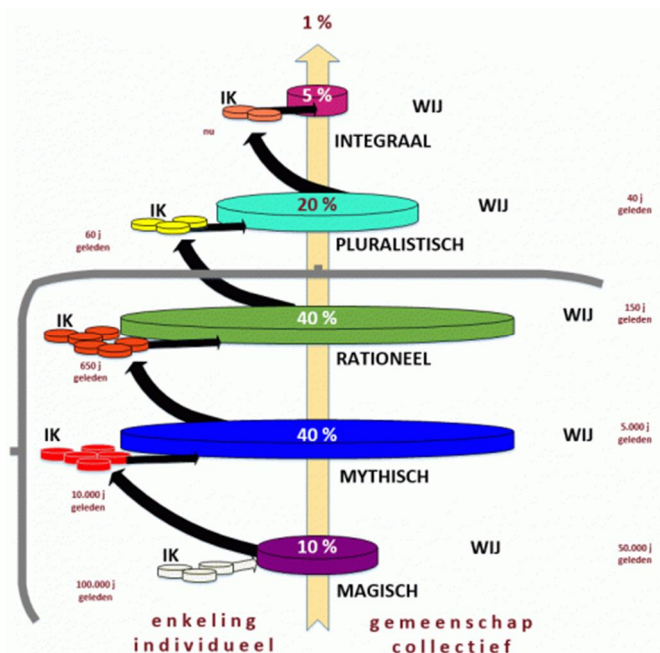 1 %
IK
5 %
WIJ
nu
INTEGRAAL
IK
20 %
WIJ
40 j
geleden
60 j
geleden
PLURALISTISCH
IK
40 %
WIJ
150 j
geleden
650 j
geleden
RATIONEEL
IK
40 %
WIJ
5.000 j
geleden
MYTHISCH
10.000 j
geleden
IK
10 %
WIJ
50.000 j
geleden
100.000 j
geleden
MAGISCH
enkeling
individueel
gemeenschap
collectief